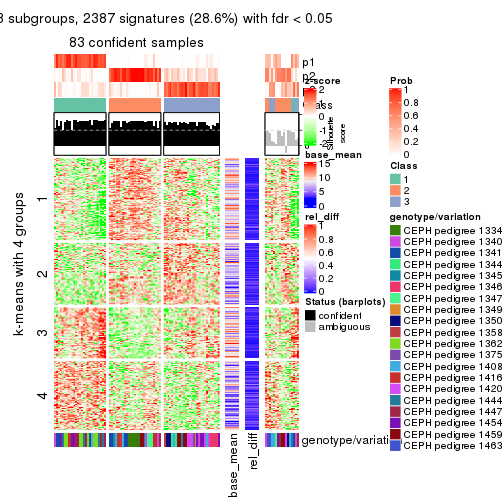 3 subgroups, 2387 signatures (28.6%) with fdr < 0.05
83 confident samples
p1
p2
Class
silhouette
score
k-means with 4 groups
1
2
3
4
base_mean
rel_diff
genotype/variation
z-score
2
1
0
-1
-2
base_mean
15
10
5
0
rel_diff
1
0.8
0.6
0.4
0.2
0
Status (barplots)
confident
ambiguous
Prob
1
0.8
0.6
0.4
0.2
0
Class
1
2
3
genotype/variation
CEPH pedigree 1334
CEPH pedigree 1340
CEPH pedigree 1341
CEPH pedigree 1344
CEPH pedigree 1345
CEPH pedigree 1346
CEPH pedigree 1347
CEPH pedigree 1349
CEPH pedigree 1350
CEPH pedigree 1358
CEPH pedigree 1362
CEPH pedigree 1375
CEPH pedigree 1408
CEPH pedigree 1416
CEPH pedigree 1420
CEPH pedigree 1444
CEPH pedigree 1447
CEPH pedigree 1454
CEPH pedigree 1459
CEPH pedigree 1463